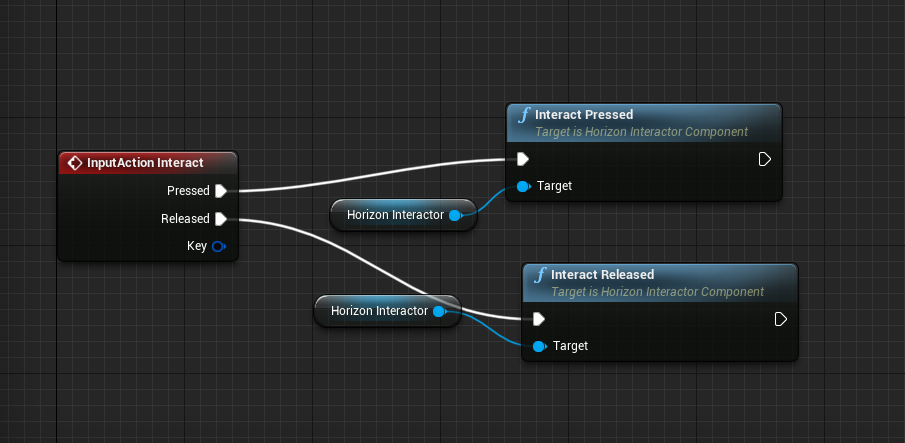 InputAction Interact
Pressed
Released
Key
Horizon Interactor
f Interact Pressed
Target is Horizon Interactor Component
Target
Horizon Interactor
f Interact Released
Target is Horizon Interactor Component
Target